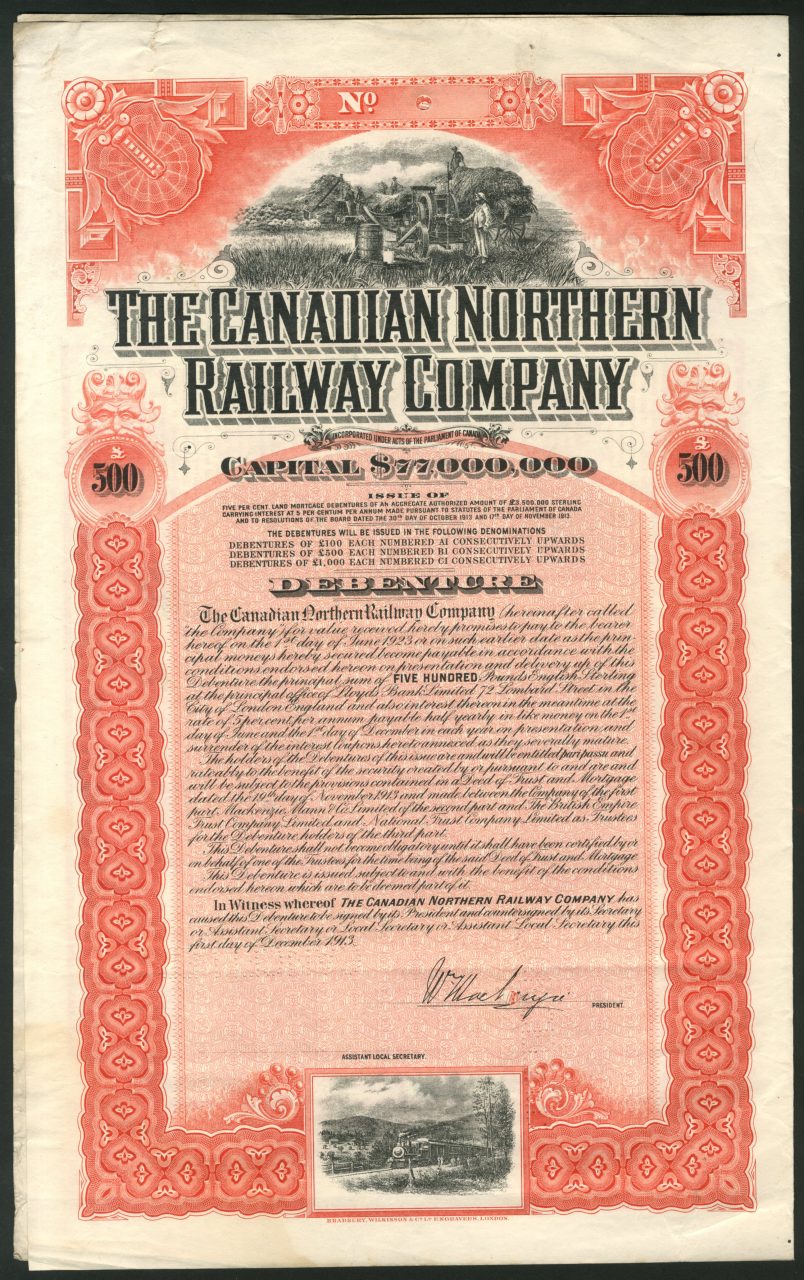 Nº
THE CANADIAN NORTHERN
RAILWAY COMPANY
INCORPORATED UNDER ACTS OF THE PARLIAMENT OF CANADA
£
500
£
500
CAPITAL $77,000,000
ISSUE OF
FIVE PER CENT. LAND MORTGAGE DEBENTURES OF AN AGGREGATE AUTHORIZED AMOUNT OF £3,500,000 STERLING
CARRYING INTEREST AT 5 PER CENTUM PER ANNUM MADE PURSUANT TO STATUTES OF THE PARLIAMENT OF CANADA
AND TO RESOLUTIONS OF THE BOARD DATED THE 30TH DAY OF OCTOBER 1913 AND 17TH DAY OF NOVEMBER 1913.
THE DEBENTURES WILL BE ISSUED IN THE FOLLOWING DENOMINATIONS
DEBENTURES OF £100 EACH NUMBERED A1 CONSECUTIVELY UPWARDS
DEBENTURES OF £500 EACH NUMBERED B1 CONSECUTIVELY UPWARDS
DEBENTURES OF £1,000 EACH NUMBERED C1 CONSECUTIVELY UPWARDS
DEBENTURE
The Canadian Northern Railway Company (hereinafter called
the Company) for value received hereby promises to pay to the bearer
hereof on the 1st day of June 1923 or on such earlier date as the prin-
cipal moneys hereby secured become payable in accordance with the
conditions endorsed hereon on presentation and delivery up of this
Debenture the principal sum of FIVE HUNDRED Pounds English Sterling
at the principal office of Lloyds Bank Limited 72 Lombard Street in the
City of London England and also interest thereon in the meantime at the
rate of 5 per cent. per annum payable half yearly in like money on the 1st
day of June and the 1st day of December in each year on presentation and
surrender of the interest coupons hereto annexed as they severally mature.
The holders of the Debentures of this issue are and will be entitled pari passu and
rateably to the benefit of the security created by or pursuant to and are and
will be subject to the provisions contained in a Deed of Trust and Mortgage
dated the 19th day of November 1913 and made between the Company of the first
part, Mackenzie Mann & Co. Limited of the second part and The British Empire
Trust Company, Limited and National Trust Company Limited as Trustees
for the Debenture holders of the third part.
This Debenture shall not become obligatory until it shall have been certified by or
on behalf of one of the Trustees for the time being of the said Deed of Trust and Mortgage
This Debenture is issued subject to and with the benefit of the conditions
endorsed hereon which are to be deemed part of it.
In Witness whereof THE CANADIAN NORTHERN RAILWAY COMPANY has
caused this Debenture to be signed by its President and countersigned by its Secretary
or Assistant Secretary or Local Secretary or Assistant Local Secretary this
first day of December 1913.
Wm Mackenzie
PRESIDENT.
ASSISTANT LOCAL SECRETARY.
BRADBURY, WILKINSON & Co. Ld. ENGRAVERS, LONDON.